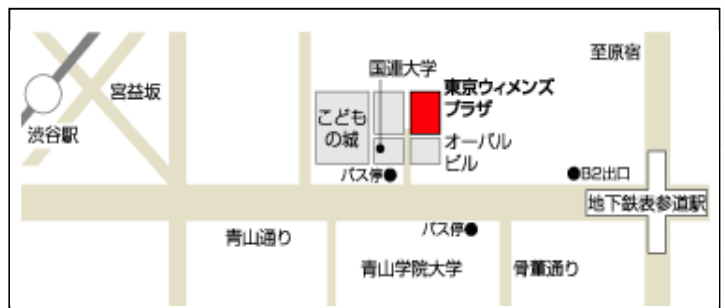 至原宿
国連大学
宮益坂
東京ウィメンズ
プラザ
こども
の城
渋谷駅
オーバル
ビル
バス停●
●B2出口
地下鉄表参道駅
バス停●
青山通り
青山学院大学
骨董通り